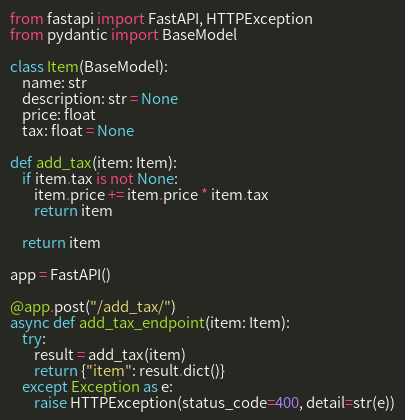 from fastapi import FastAPI, HTTPException
from pydantic import BaseModel

class Item(BaseModel):
    name: str
    description: str = None
    price: float
    tax: float = None

def add_tax(item: Item):
    if item.tax is not None:
        item.price += item.price * item.tax
        return item

    return item

app = FastAPI()

@app.post("/add_tax/")
async def add_tax_endpoint(item: Item):
    try:
        result = add_tax(item)
        return {"item": result.dict()}
    except Exception as e:
        raise HTTPException(status_code=400, detail=str(e))